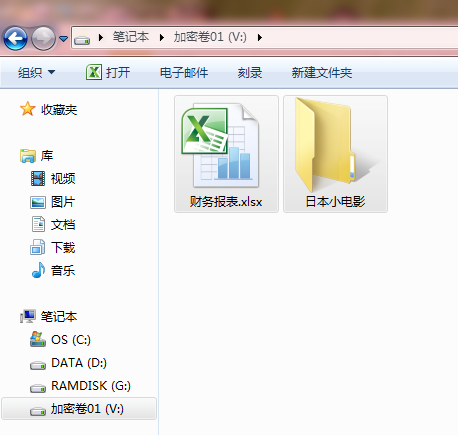 笔记本 加密卷01 (V:)
组织 打开 电子邮件 刻录 新建文件夹
收藏夹
库
视频
图片
文档
下载
音乐
笔记本
OS (C:)
DATA (D:)
RAMDISK (G:)
加密卷01 (V:)
财务报表.xlsx
日本小电影